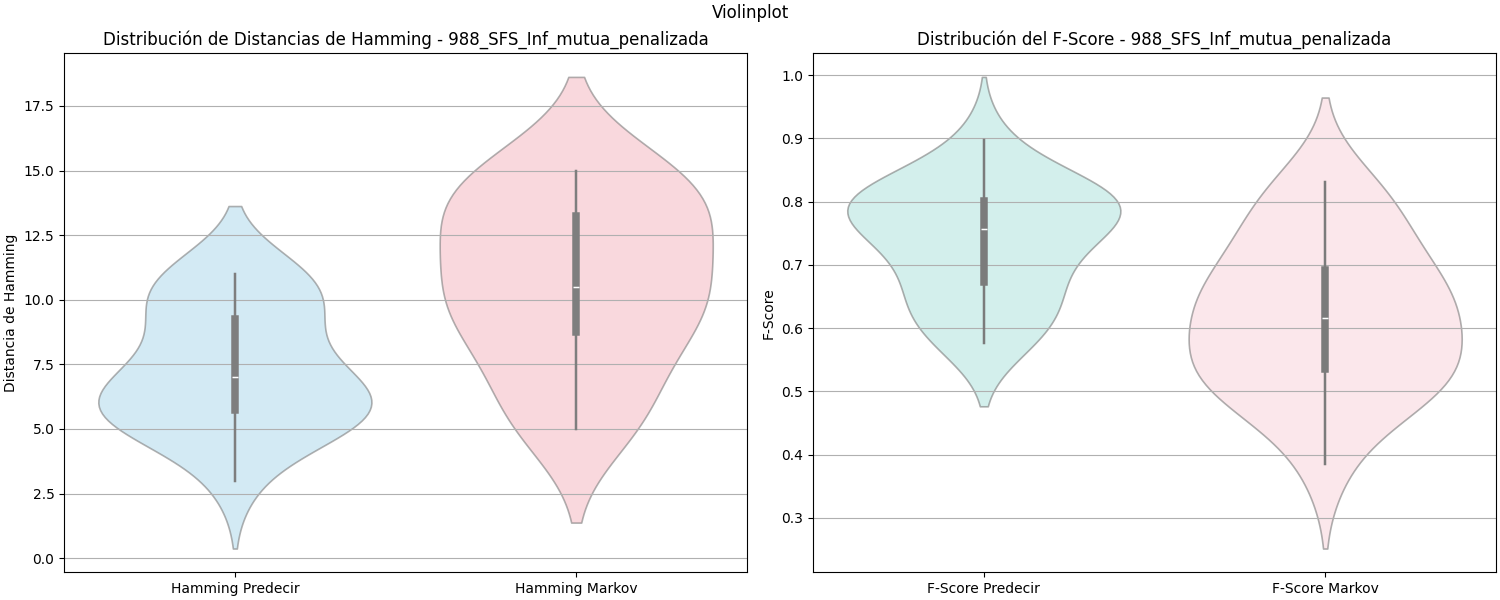 Violinplot
Distribución de Distancias de Hamming - 988_SFS_Inf_mutua_penalizada
Distancia de Hamming
17.5
15.0
12.5
10.0
7.5
5.0
2.5
0.0
Hamming Predecir
Hamming Markov
Distribución del F-Score - 988_SFS_Inf_mutua_penalizada
F-Score
1.0
0.9
0.8
0.7
0.6
0.5
0.4
0.3
F-Score Predecir
F-Score Markov